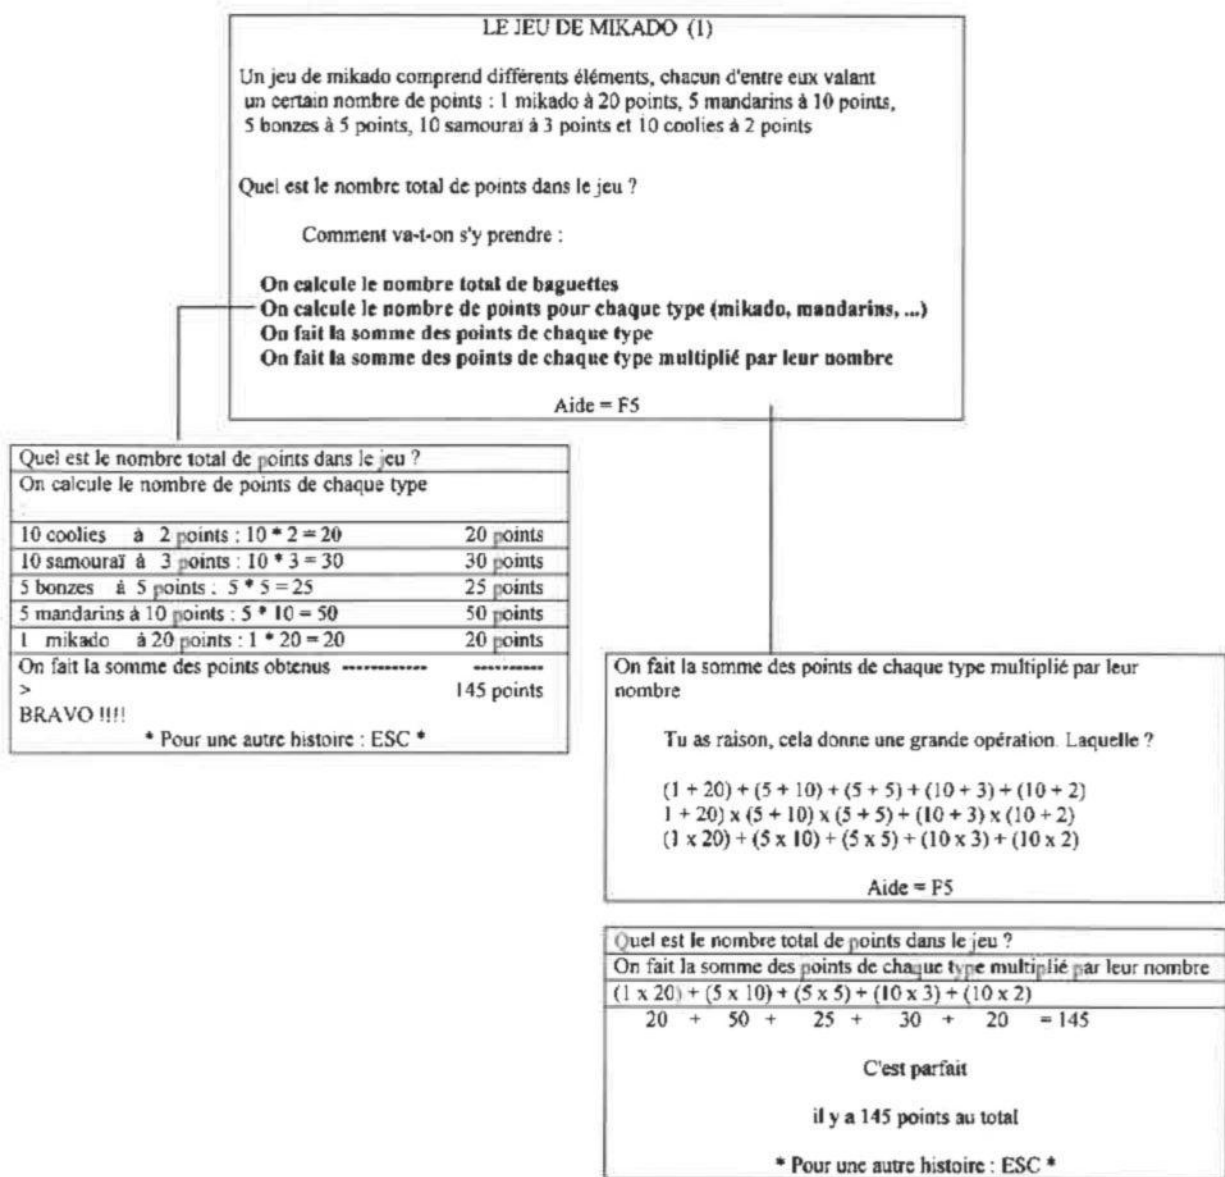 LE JEU DE MIKADO (1)
Un jeu de mikado comprend différents éléments, chacun d'entre eux valant
un certain nombre de points : 1 mikado à 20 points, 5 mandarins à 10 points,
5 bonzes à 5 points, 10 samouraï à 3 points et 10 coolies à 2 points
Quel est le nombre total de points dans le jeu ?
Comment va-t-on s'y prendre :
On calcule le nombre total de baguettes
On calcule le nombre de points pour chaque type (mikado, mandarins, ...)
On fait la somme des points de chaque type
On fait la somme des points de chaque type multiplié par leur nombre
Aide = F5
Quel est le nombre total de points dans le jeu ?
On calcule le nombre de points de chaque type
:
10 coolies à 2 points : 10 * 2 = 20 20 points
10 samouraï à 3 points : 10 * 3 = 30 30 points
5 bonzes à 5 points : 5 * 5 = 25 25 points
5 mandarins à 10 points : 5 * 10 = 50 50 points
1 mikado à 20 points : 1 * 20 = 20 20 points
On fait la somme des points obtenus ------------ ----------
> 145 points
BRAVO !!!!
* Pour une autre histoire : ESC *
On fait la somme des points de chaque type multiplié par leur
nombre
Tu as raison, cela donne une grande opération. Laquelle ?
(1 + 20) + (5 + 10) + (5 + 5) + (10 + 3) + (10 + 2)
1 + 20) x (5 + 10) x (5 + 5) + (10 + 3) x (10 + 2)
(1 x 20) + (5 x 10) + (5 x 5) + (10 x 3) + (10 x 2)
Aide = F5
Quel est le nombre total de points dans le jeu ?
On fait la somme des points de chaque type multiplié par leur nombre
(1 x 20) + (5 x 10) + (5 x 5) + (10 x 3) + (10 x 2)
20 + 50 + 25 + 30 + 20 = 145
C'est parfait
il y a 145 points au total
* Pour une autre histoire : ESC *